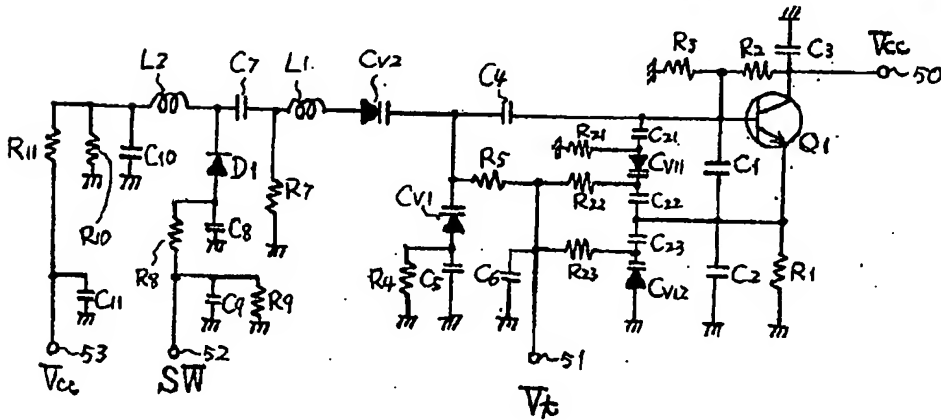 L2
C7
L1
CV2
C4
R3
R2
C3
Vcc
50
R11
C10
D1
R7
R5
R21
C21
CV11
C1
Q1
R10
CV1
R22
C22
R8
C8
C23
R4
C5
C6
R23
C2
R1
C11
C9
R9
CV12
53
52
51
Vcc
SW
Vt